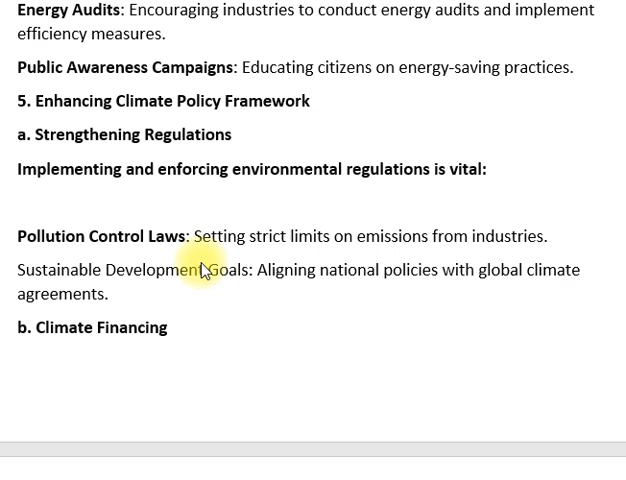 Energy Audits: Encouraging industries to conduct energy audits and implement
efficiency measures.
Public Awareness Campaigns: Educating citizens on energy-saving practices.
5. Enhancing Climate Policy Framework
a. Strengthening Regulations
Implementing and enforcing environmental regulations is vital:
Pollution Control Laws: Setting strict limits on emissions from industries.
Sustainable Development Goals: Aligning national policies with global climate
agreements.
b. Climate Financing